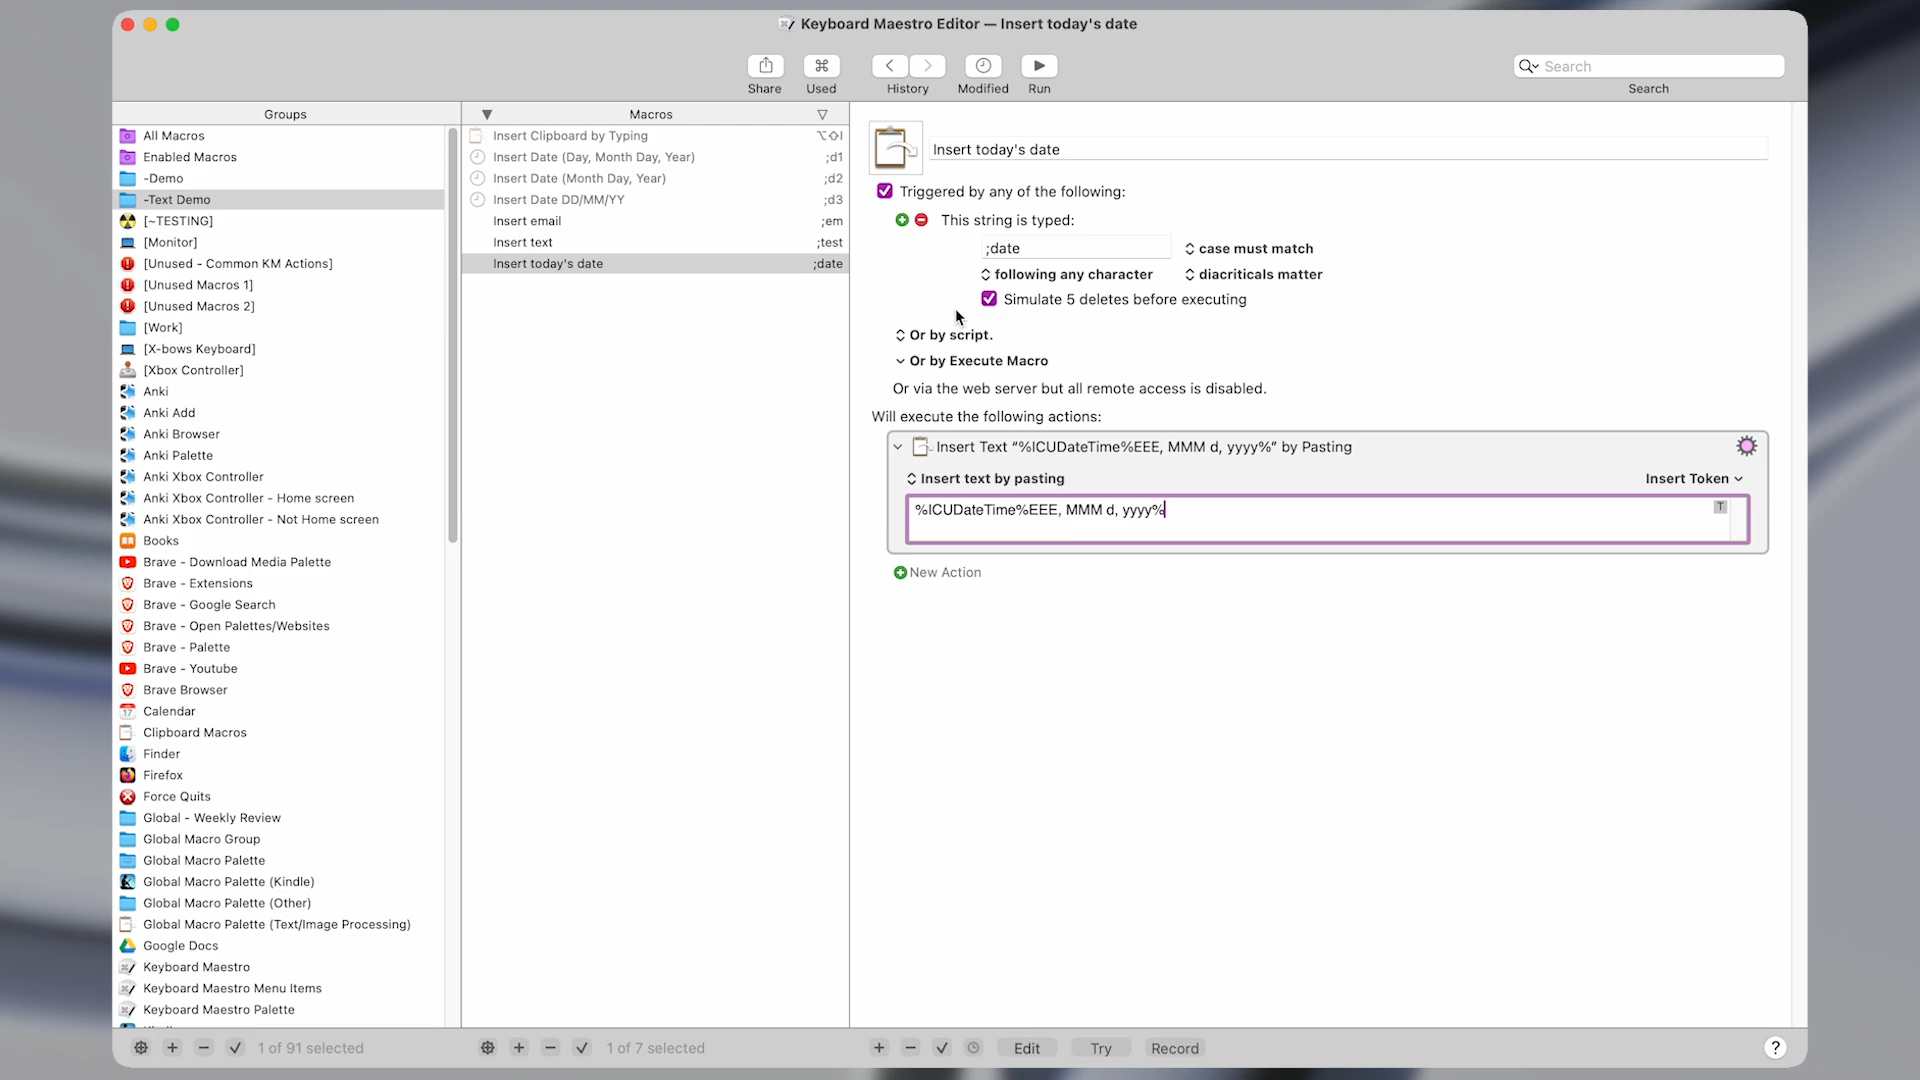 Keyboard Maestro Editor — Insert today's date
Share
Used
History
Modified
Run
Search
Search
Groups
All Macros
Enabled Macros
-Demo
-Text Demo
[~TESTING]
[Monitor]
[Unused - Common KM Actions]
[Unused Macros 1]
[Unused Macros 2]
[Work]
[X-bows Keyboard]
[Xbox Controller]
Anki
Anki Add
Anki Browser
Anki Palette
Anki Xbox Controller
Anki Xbox Controller - Home screen
Anki Xbox Controller - Not Home screen
Books
Brave - Download Media Palette
Brave - Extensions
Brave - Google Search
Brave - Open Palettes/Websites
Brave - Palette
Brave - Youtube
Brave Browser
Calendar
Clipboard Macros
Finder
Firefox
Force Quits
Global - Weekly Review
Global Macro Group
Global Macro Palette
Global Macro Palette (Kindle)
Global Macro Palette (Other)
Global Macro Palette (Text/Image Processing)
Google Docs
Keyboard Maestro
Keyboard Maestro Menu Items
Keyboard Maestro Palette
1 of 91 selected
Macros
Insert Clipboard by Typing ⌥⇧I
Insert Date (Day, Month Day, Year) ;d1
Insert Date (Month Day, Year) ;d2
Insert Date DD/MM/YY ;d3
Insert email ;em
Insert text ;test
Insert today's date ;date
1 of 7 selected
Insert today's date
Triggered by any of the following:
This string is typed:
;date case must match
following any character diacriticals matter
Simulate 5 deletes before executing
Or by script.
Or by Execute Macro
Or via the web server but all remote access is disabled.
Will execute the following actions:
Insert Text “%ICUDateTime%EEE, MMM d, yyyy%” by Pasting
Insert text by pasting Insert Token
%ICUDateTime%EEE, MMM d, yyyy%
T
New Action
Edit Try Record ?